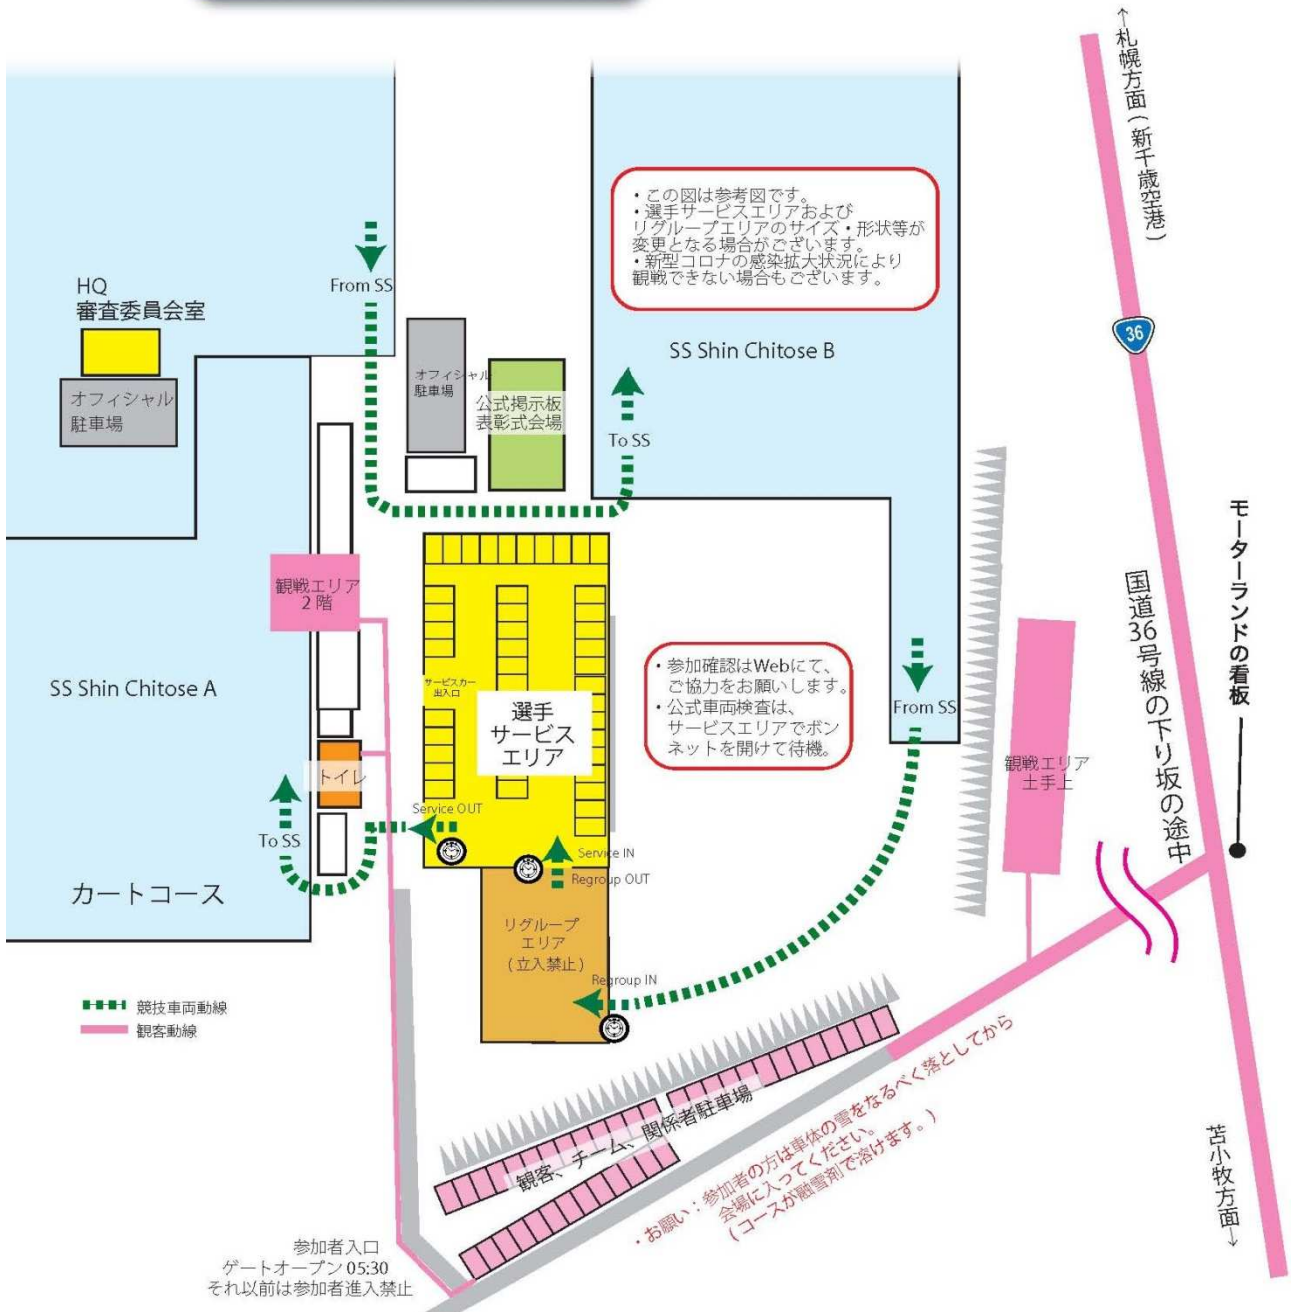 ←札幌方面（新千歳空港）
・この図は参考図です。
・選手サービスエリアおよび
リグループエリアのサイズ・形状等が
変更となる場合がございます。
・新型コロナの感染拡大状況により
観戦できない場合もございます。
From SS
HQ
審査委員会室
36
SS Shin Chitose B
オフィシャル
駐車場
オフィシャル
駐車場
公式掲示板
表彰式会場
To SS
モーターランドの看板
国道36号線の下り坂の途中
観戦エリア
2階
・参加確認はWebにて、
ご協力をお願いします。
・公式車両検査は、
サービスエリアでボン
ネットを開けて待機。
SS Shin Chitose A
サービスカー
出入口
選手
サービス
エリア
From SS
観戦エリア
土手上
トイレ
Service OUT
To SS
Service IN
Regroup OUT
カートコース
リグループ
エリア
（立入禁止）
Regroup IN
競技車両動線
観客動線
観客、チーム、関係者駐車場
・お願い：参加者の方は車体の雪をなるべく落としてから
会場に入ってください。
（コースが融雪剤で溶けます。）
苫小牧方面→
参加者入口
ゲートオープン 05:30
それ以前は参加者進入禁止